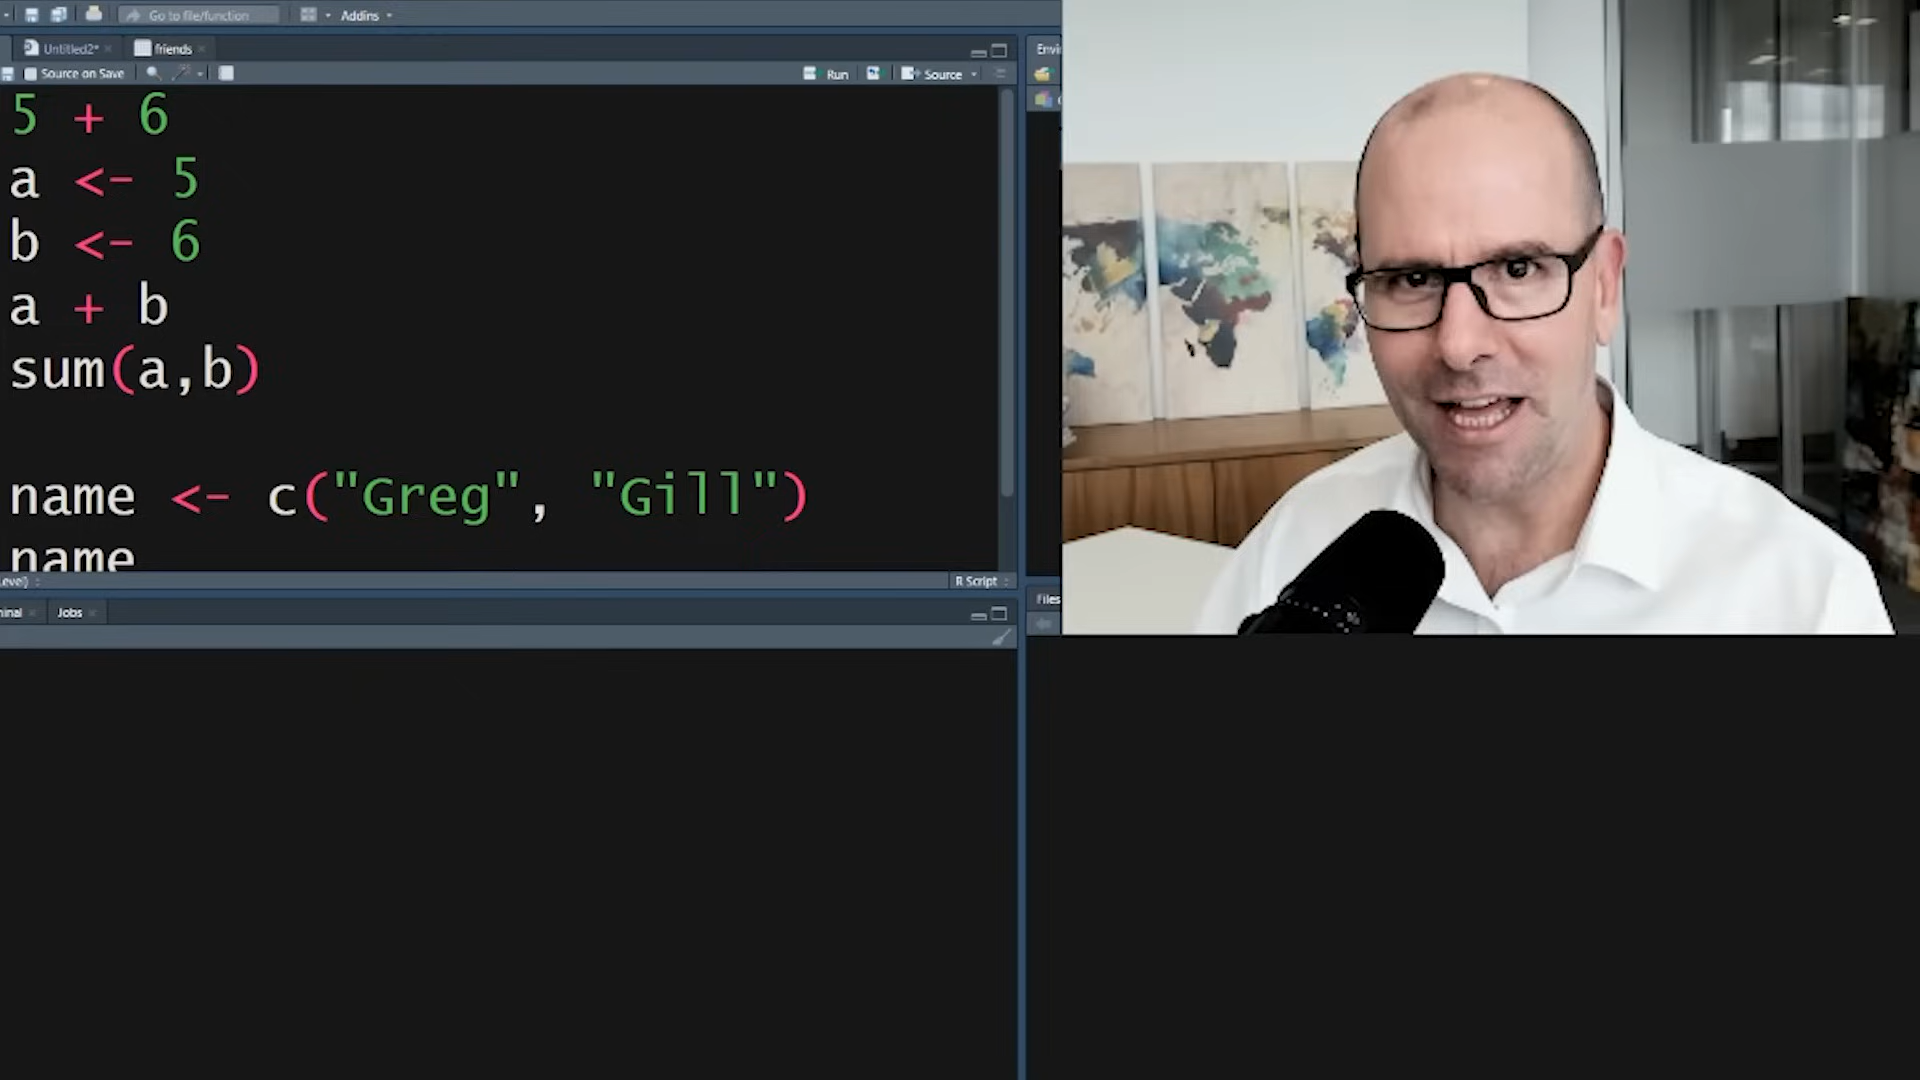 Go to file/function
Addins
Untitled2*
friends
Source on Save
Run
Source
5 + 6
a <- 5
b <- 6
a + b
sum(a,b)
name <- c("Greg", "Gill")
name
R Script
Jobs
Files